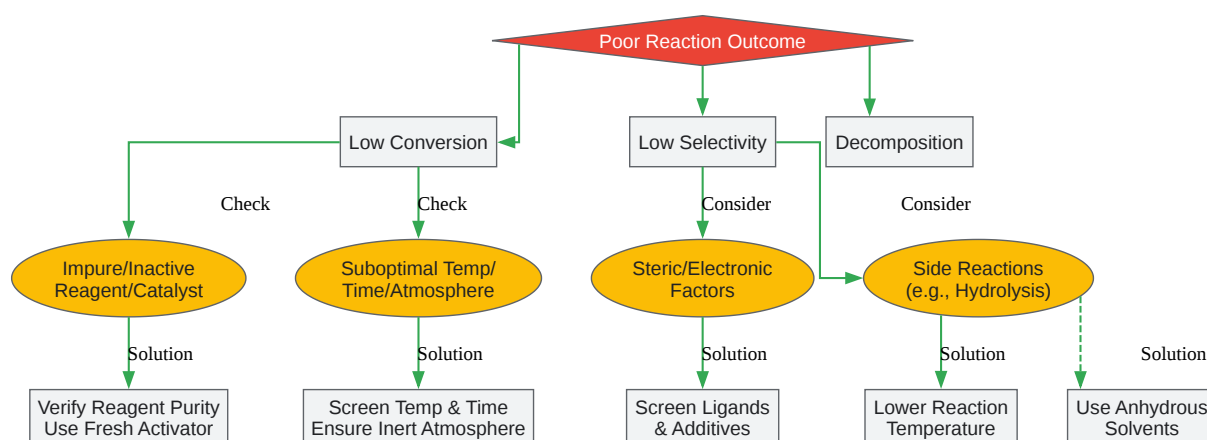 Poor Reaction Outcome
Low Conversion
Low Selectivity
Decomposition
Check
Check
Consider
Consider
Impure/Inactive
Reagent/Catalyst
Suboptimal Temp/
Time/Atmosphere
Steric/Electronic
Factors
Side Reactions
(e.g., Hydrolysis)
Solution
Solution
Solution
Solution
Solution
Verify Reagent Purity
Use Fresh Activator
Screen Temp & Time
Ensure Inert Atmosphere
Screen Ligands
& Additives
Lower Reaction
Temperature
Use Anhydrous
Solvents